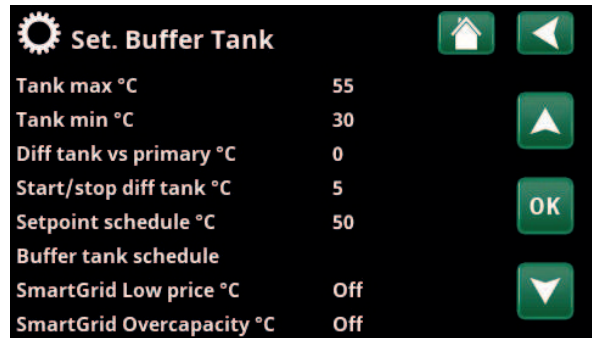 Set. Buffer Tank
Tank max °C 55
Tank min °C 30
Diff tank vs primary °C 0
Start/stop diff tank °C 5
OK
Setpoint schedule °C 50
Buffer tank schedule
SmartGrid Low price °C Off
SmartGrid Overcapacity °C Off